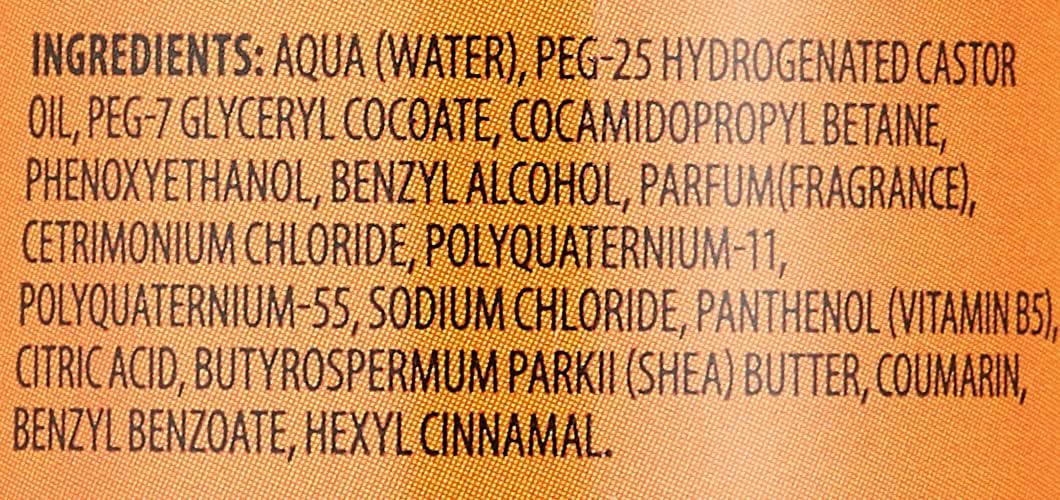 INGREDIENTS: AQUA (WATER), PEG-25 HYDROGENATED CASTOR
OIL, PEG-7 GLYCERYL COCOATE, COCAMIDOPROPYL BETAINE,
PHENOXYETHANOL, BENZYL ALCOHOL, PARFUM(FRAGRANCE),
CETRIMONIUM CHLORIDE, POLYQUATERNIUM-11,
POLYQUATERNIUM-55, SODIUM CHLORIDE, PANTHENOL (VITAMIN B5),
CITRIC ACID, BUTYROSPERMUM PARKII (SHEA) BUTTER, COUMARIN,
BENZYL BENZOATE, HEXYL CINNAMAL.